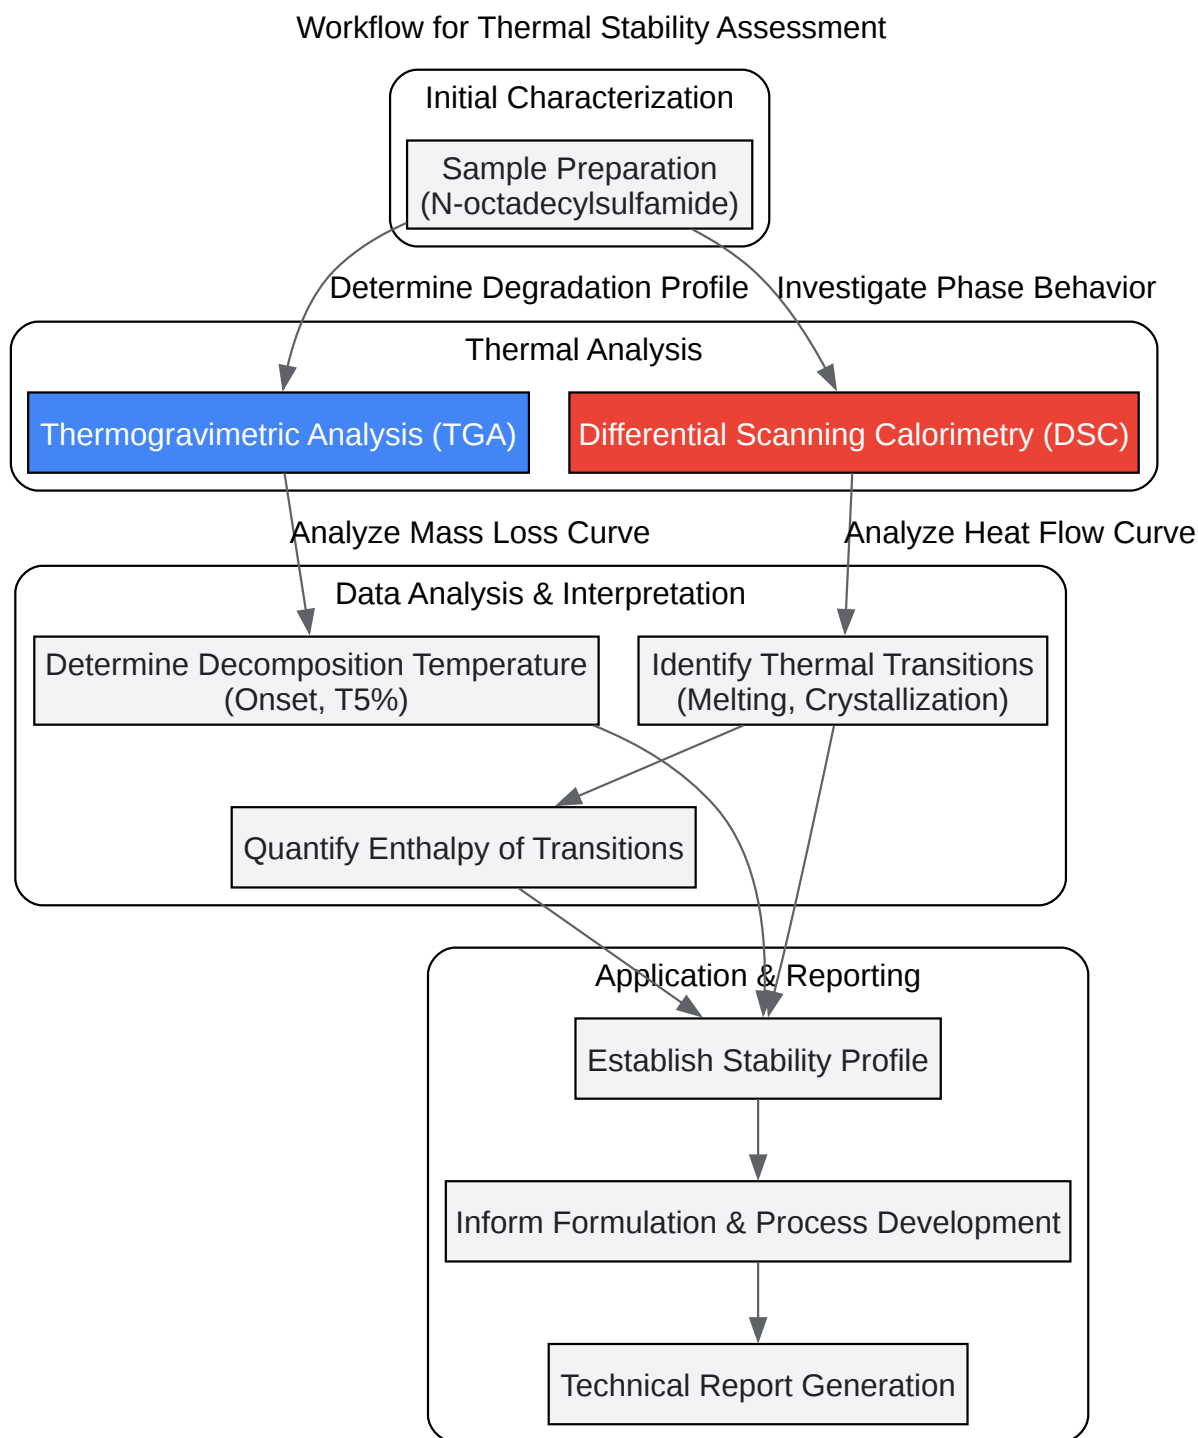 Workflow for Thermal Stability Assessment
Initial Characterization
Sample Preparation
(N-octadecylsulfamide)
Determine Degradation Profile
Investigate Phase Behavior
Thermal Analysis
Thermogravimetric Analysis (TGA)
Differential Scanning Calorimetry (DSC)
Analyze Mass Loss Curve
Analyze Heat Flow Curve
Data Analysis & Interpretation
Determine Decomposition Temperature
(Onset, T5%)
Identify Thermal Transitions
(Melting, Crystallization)
Quantify Enthalpy of Transitions
Application & Reporting
Establish Stability Profile
Inform Formulation & Process Development
Technical Report Generation